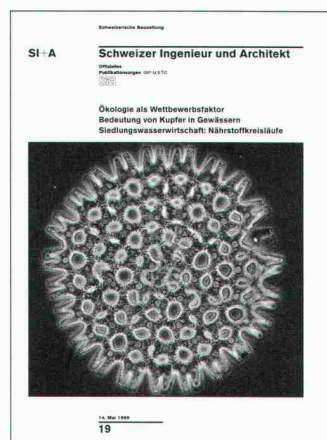 Schweizerische Bauzeitung
SI+A
Schweizer Ingenieur und Architekt
Offizielles
Publikationsorgan
Ökologie als Wettbewerbsfaktor
Bedeutung von Kupfer in Gewässern
Siedlungswasserwirtschaft: Nährstoffkreisläufe
14. Mai 1999
19